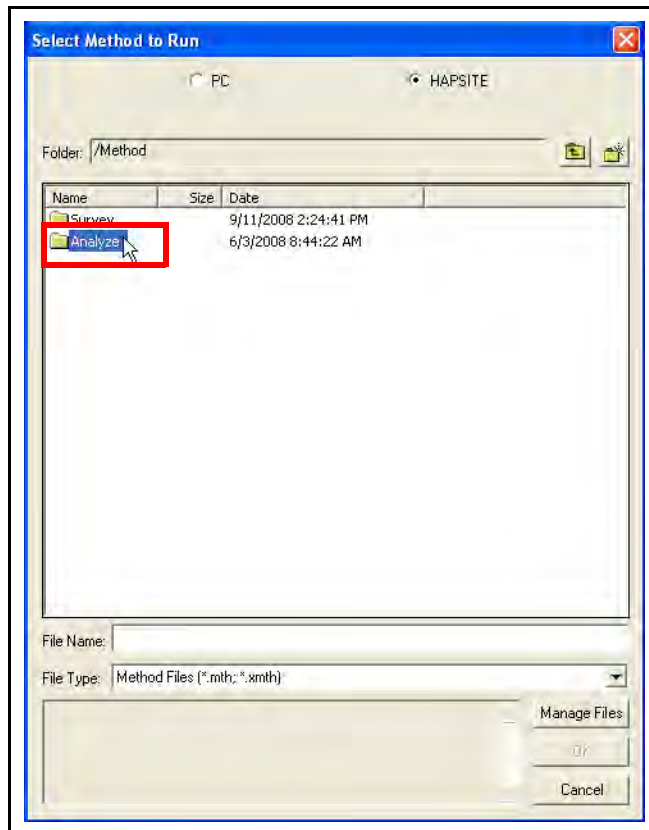 Select Method to Run
PC
HAPSITE
Folder: /Method
Name Size Date
Survey 9/11/2008 2:24:41 PM
Analyze 6/3/2008 8:44:22 AM
File Name:
File Type: Method Files (*.mth; *.xmth)
Manage Files
Cancel